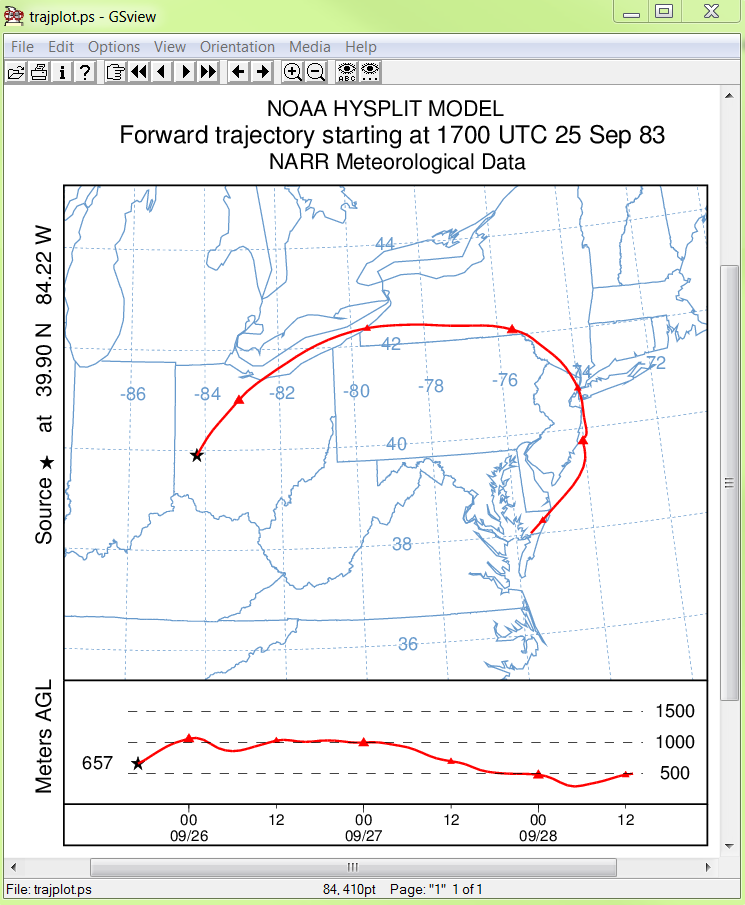 trajplot.ps - GSview
File Edit Options View Orientation Media Help
i ? ABC
NOAA HYSPLIT MODEL
Forward trajectory starting at 1700 UTC 25 Sep 83
NARR Meteorological Data
Source ★ at 39.90 N 84.22 W
44
42
-86 -84 -82 -80 -78 -76 -74 -72
40
38
36
Meters AGL
1500
1000
657
500
00 12 00 12 00 12
09/26 09/27 09/28
File: trajplot.ps 84, 410pt Page: "1" 1 of 1